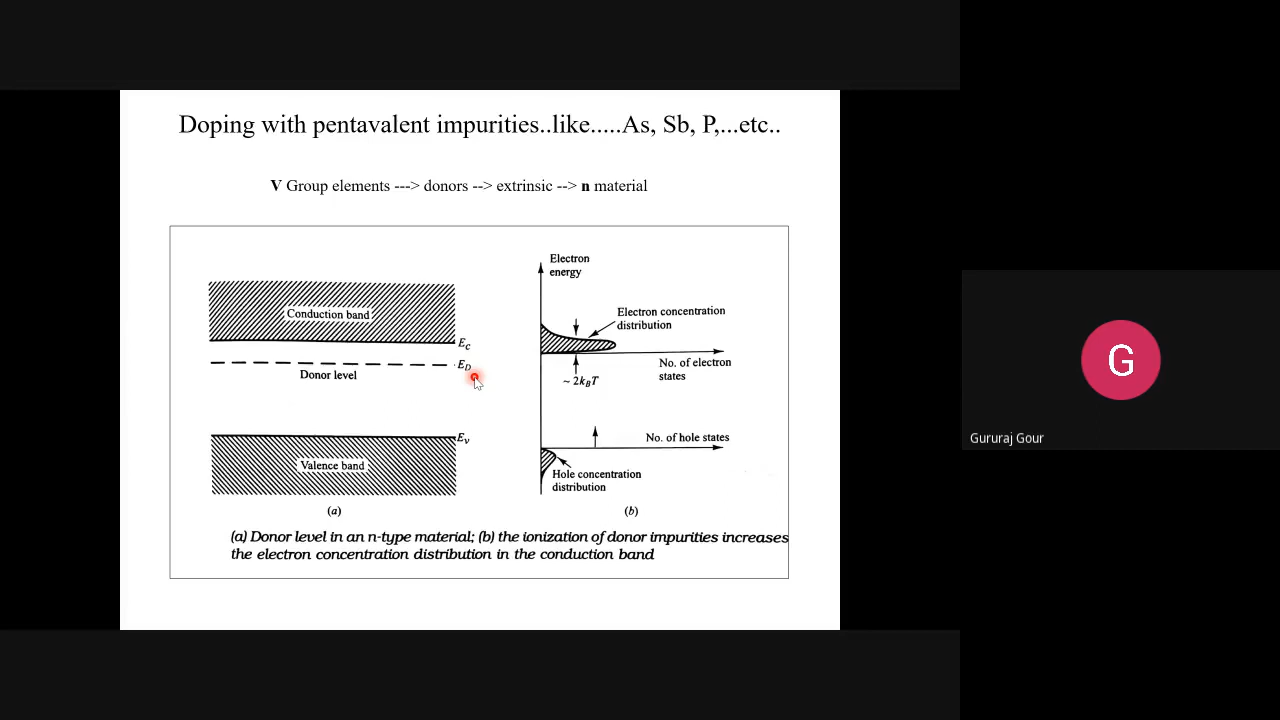 Doping with pentavalent impurities..like.....As, Sb, P,...etc..
V Group elements ---> donors --> extrinsic --> n material
Conduction band
Ec
ED
Donor level
Ev
Valence band
(a)
Electron
energy
Electron concentration
distribution
No. of electron
states
~ 2kBT
No. of hole states
Hole concentration
distribution
(b)
(a) Donor level in an n-type material; (b) the ionization of donor impurities increases
the electron concentration distribution in the conduction band
G
Gururaj Gour